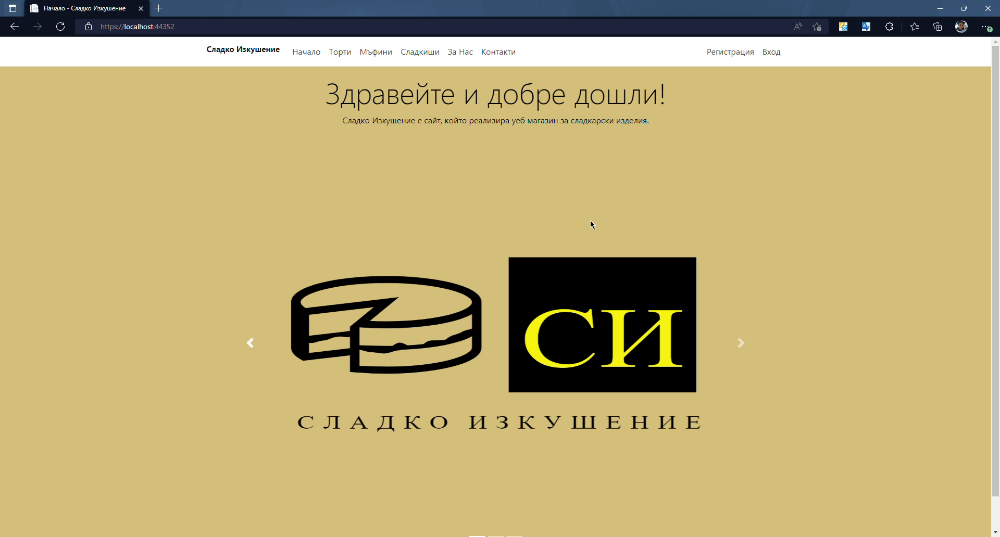 Начало - Сладко Изкушение
https://localhost:44352
Сладко Изкушение Начало Торти Мъфини Сладкиши За Нас Контакти Регистрация Вход
Здравейте и добре дошли!
Сладко Изкушение е сайт, който реализира уеб магазин за сладкарски изделия.
СИ
СЛАДКО ИЗКУШЕНИЕ